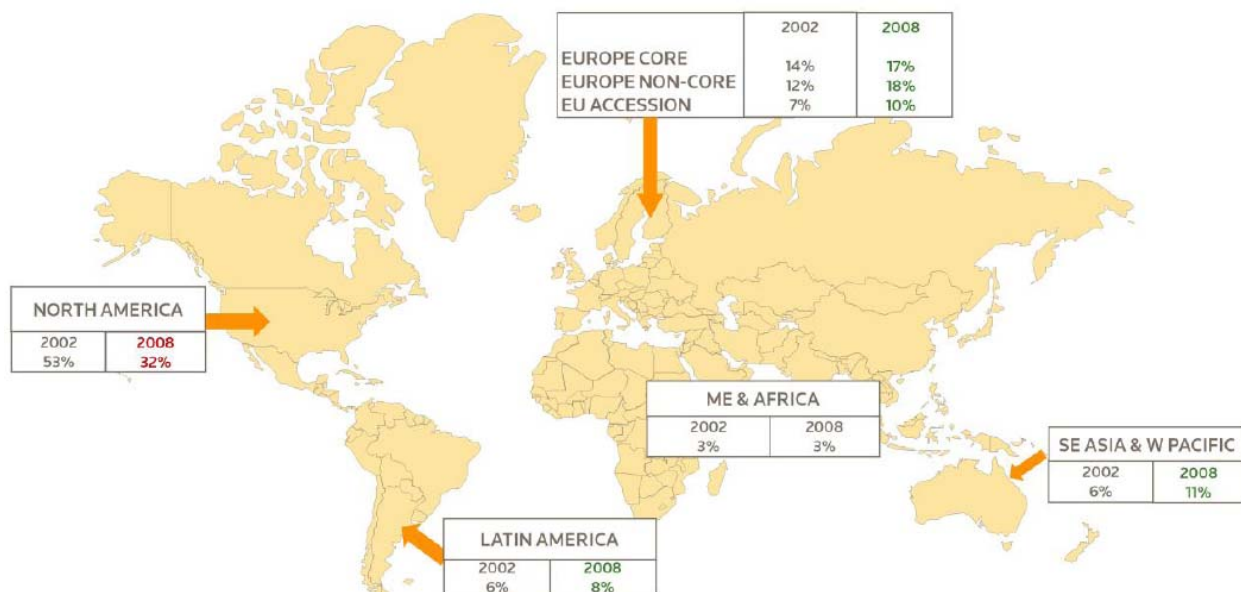 2002 2008
EUROPE CORE 14% 17%
EUROPE NON-CORE 12% 18%
EU ACCESSION 7% 10%
NORTH AMERICA
2002 2008
53% 32%
ME & AFRICA
2002 2008
3% 3%
SE ASIA & W PACIFIC
2002 2008
6% 11%
LATIN AMERICA
2002 2008
6% 8%